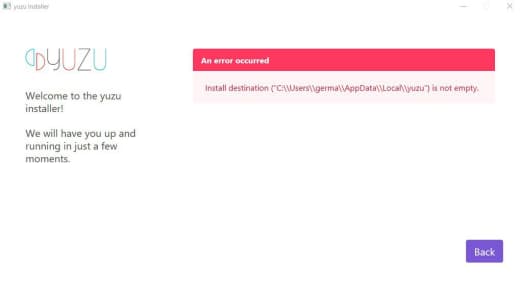 yuzu installer
YUZU
An error occurred
Install destination ("C:\\Users\\germa\\AppData\\Local\\yuzu") is not empty.
Welcome to the yuzu
installer!
We will have you up and
running in just a few
moments.
Back